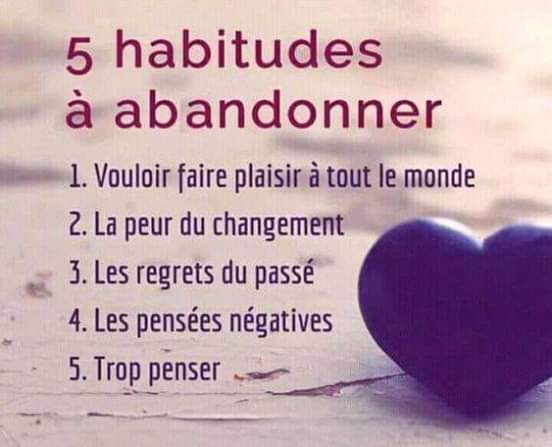 5 habitudes
à abandonner
1. Vouloir faire plaisir à tout le monde
2. La peur du changement
3. Les regrets du passé
4. Les pensées négatives
5. Trop penser